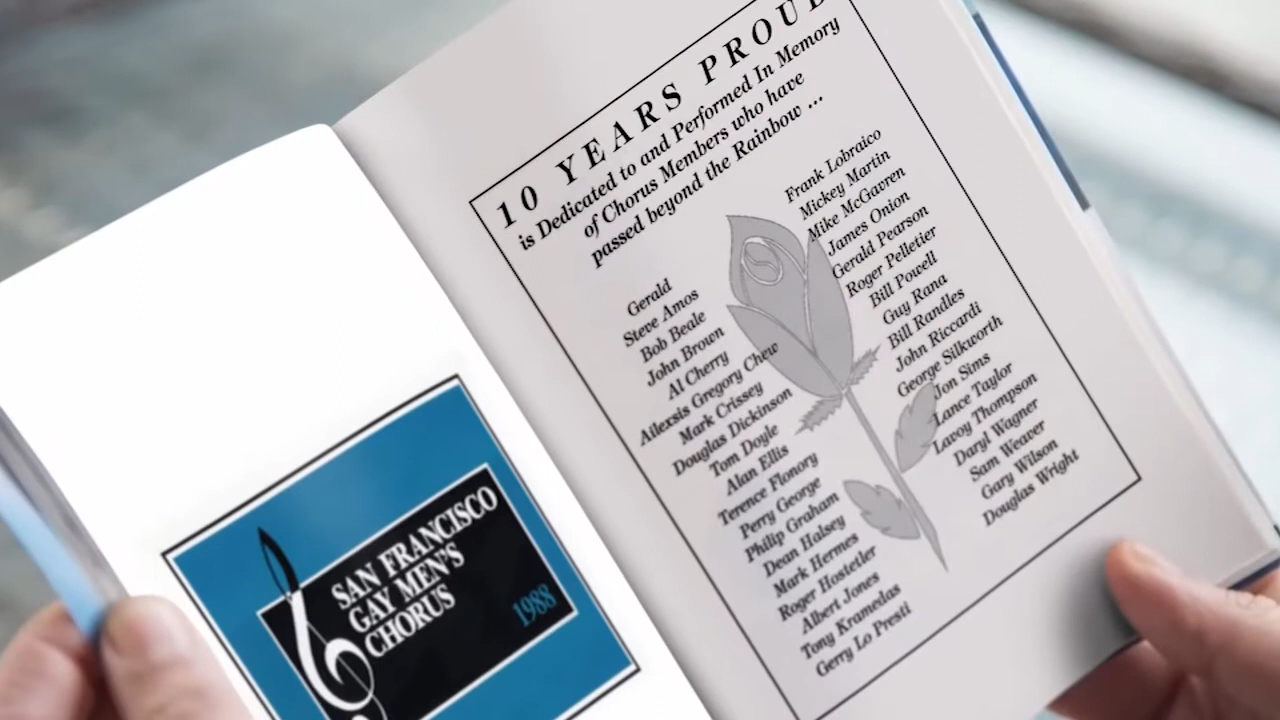 SAN FRANCISCO
GAY MEN'S
CHORUS
1988
10 YEARS PROUD
is Dedicated to and Performed In Memory
of Chorus Members who have
passed beyond the Rainbow ...
Gerald
Steve Amos
Bob Beale
John Brown
Al Cherry
Ailexsis Gregory Chew
Mark Crissey
Douglas Dickinson
Tom Doyle
Alan Ellis
Terence Flonory
Perry George
Philip Graham
Dean Halsey
Mark Hermes
Roger Hostetler
Albert Jones
Tony Kramedas
Gerry Lo Presti
Frank Lobraico
Mickey Martin
Mike McGavren
James Onion
Gerald Pearson
Roger Pelletier
Bill Powell
Guy Rana
Bill Randles
John Riccardi
George Silkworth
Jon Sims
Lance Taylor
Lavoy Thompson
Daryl Wagner
Sam Weaver
Gary Wilson
Douglas Wright